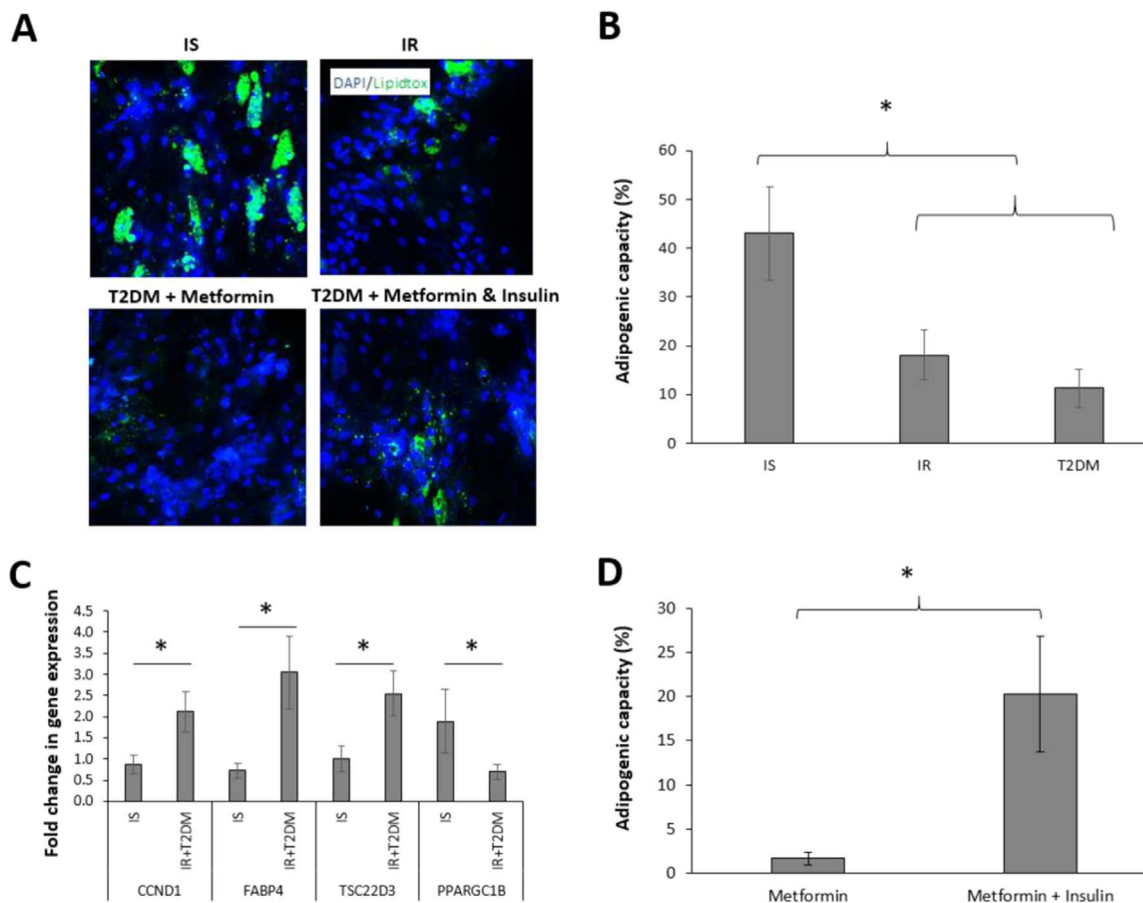 A
IS
IR
DAPI/Lipidtox
T2DM + Metformin
T2DM + Metformin & Insulin
B
*
Adipogenic capacity (%)
60
50
40
30
20
10
0
IS
IR
T2DM
C
Fold change in gene expression
4.5
4.0
3.5
3.0
2.5
2.0
1.5
1.0
0.5
0.0
*
*
*
*
IS
IR+T2DM
IS
IR+T2DM
IS
IR+T2DM
IS
IR+T2DM
CCND1
FABP4
TSC22D3
PPARGC1B
D
*
Adipogenic capacity (%)
30
25
20
15
10
5
0
Metformin
Metformin + Insulin